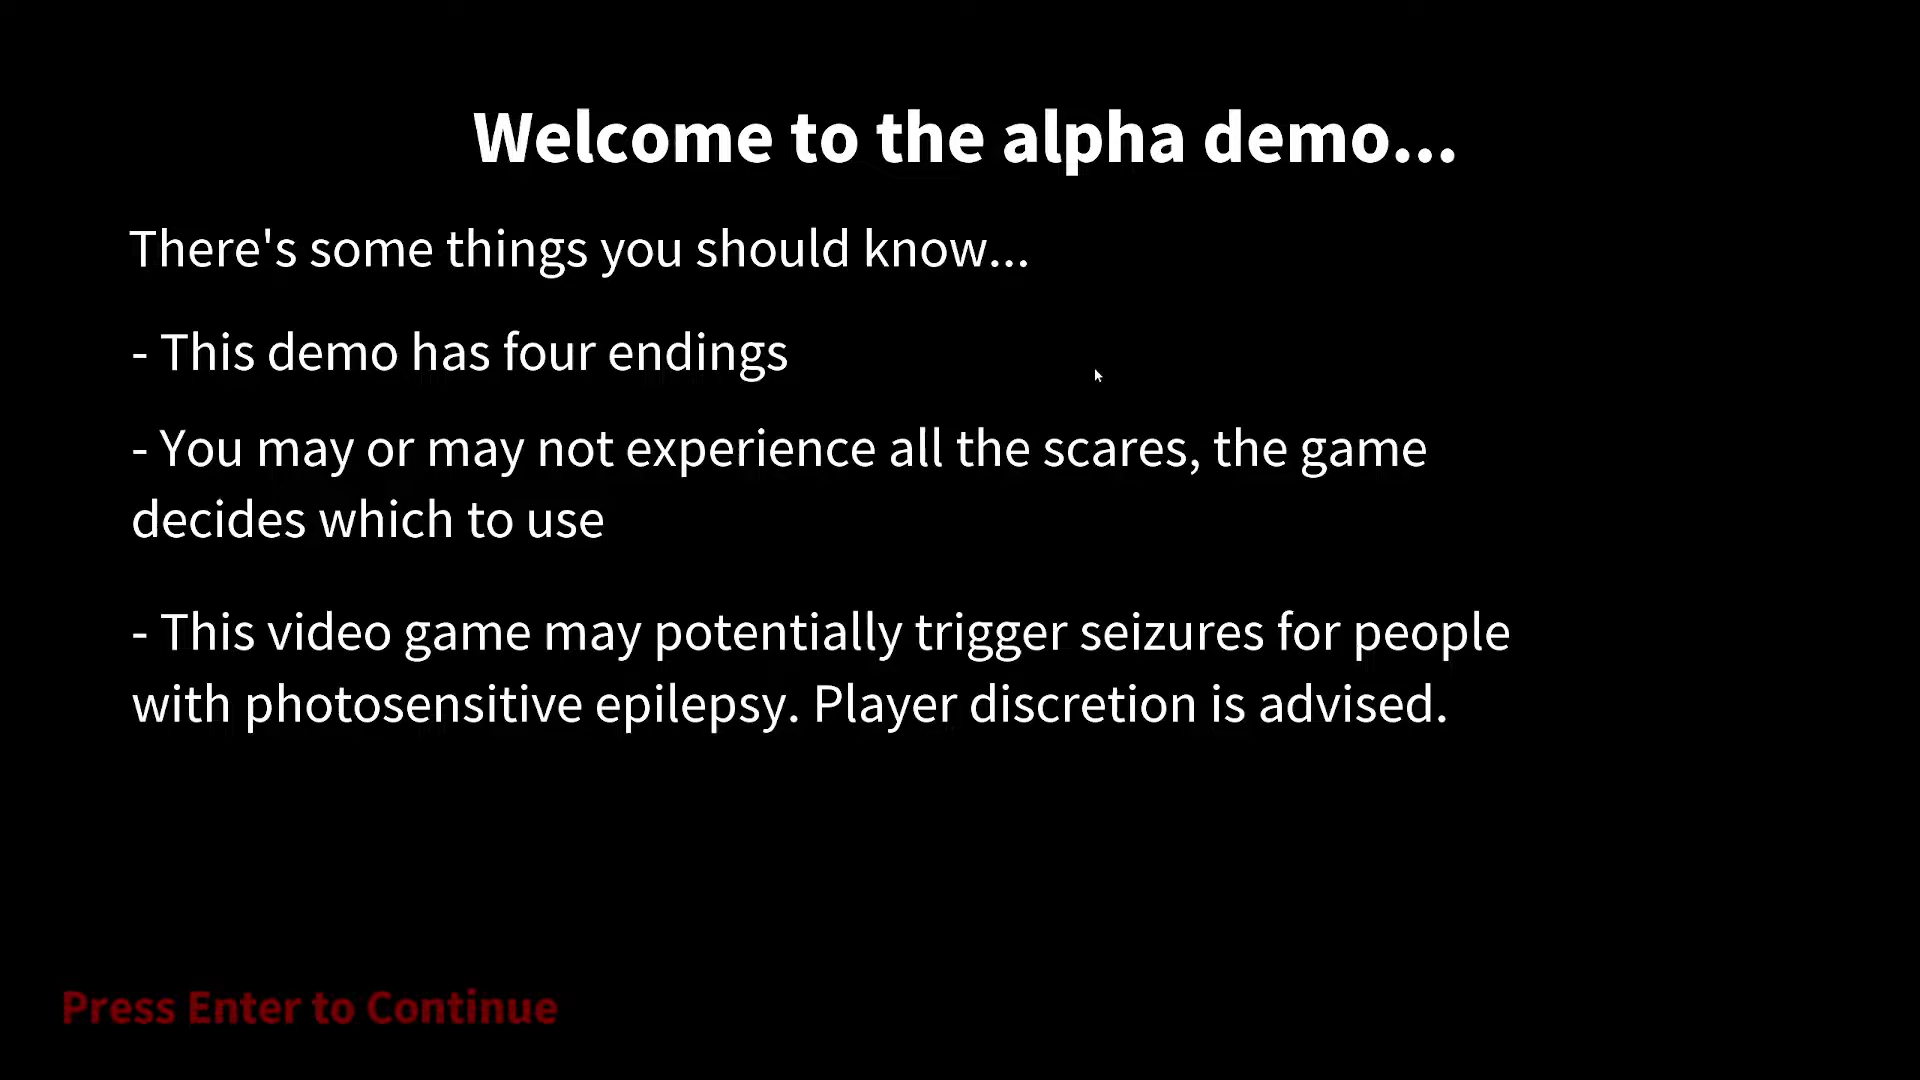 Welcome to the alpha demo...
There's some things you should know...
- This demo has four endings
- You may or may not experience all the scares, the game
decides which to use
- This video game may potentially trigger seizures for people
with photosensitive epilepsy. Player discretion is advised.
Press Enter to Continue